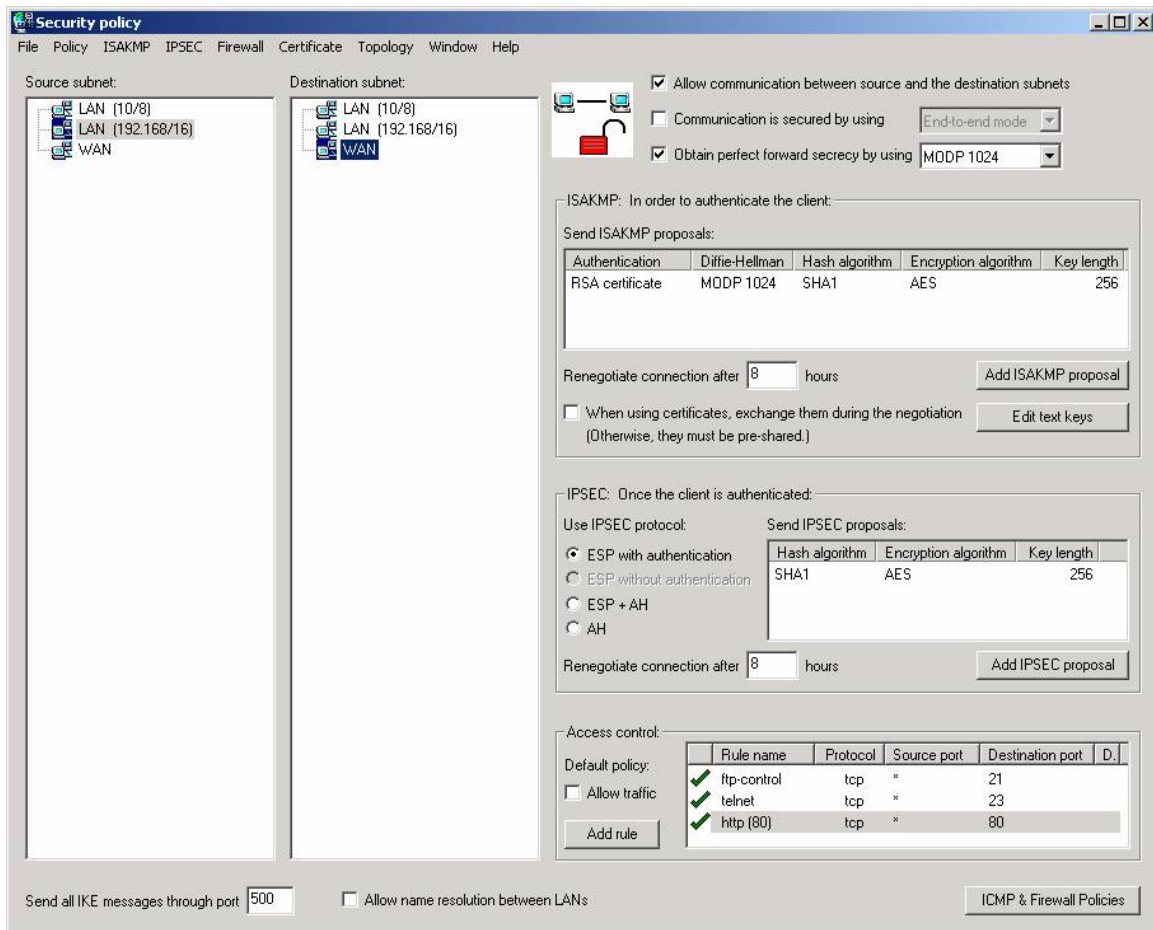 Security policy
File Policy ISAKMP IPSEC Firewall Certificate Topology Window Help
Source subnet:
LAN (10/8)
LAN (192.168/16)
WAN
Destination subnet:
LAN (10/8)
LAN (192.168/16)
WAN
Allow communication between source and the destination subnets
Communication is secured by using End-to-end mode
Obtain perfect forward secrecy by using MODP 1024
ISAKMP: In order to authenticate the client:
Send ISAKMP proposals:
Authentication Diffie-Hellman Hash algorithm Encryption algorithm Key length
RSA certificate MODP 1024 SHA1 AES 256
Renegotiate connection after 8 hours
Add ISAKMP proposal
When using certificates, exchange them during the negotiation
(Otherwise, they must be pre-shared.)
Edit text keys
IPSEC: Once the client is authenticated:
Use IPSEC protocol:
ESP with authentication
ESP without authentication
ESP + AH
AH
Send IPSEC proposals:
Hash algorithm Encryption algorithm Key length
SHA1 AES 256
Renegotiate connection after 8 hours
Add IPSEC proposal
Access control:
Default policy:
Allow traffic
Add rule
Rule name Protocol Source port Destination port D.
ftp-control tcp * 21
telnet tcp * 23
http (80) tcp * 80
Send all IKE messages through port 500
Allow name resolution between LANs
ICMP & Firewall Policies